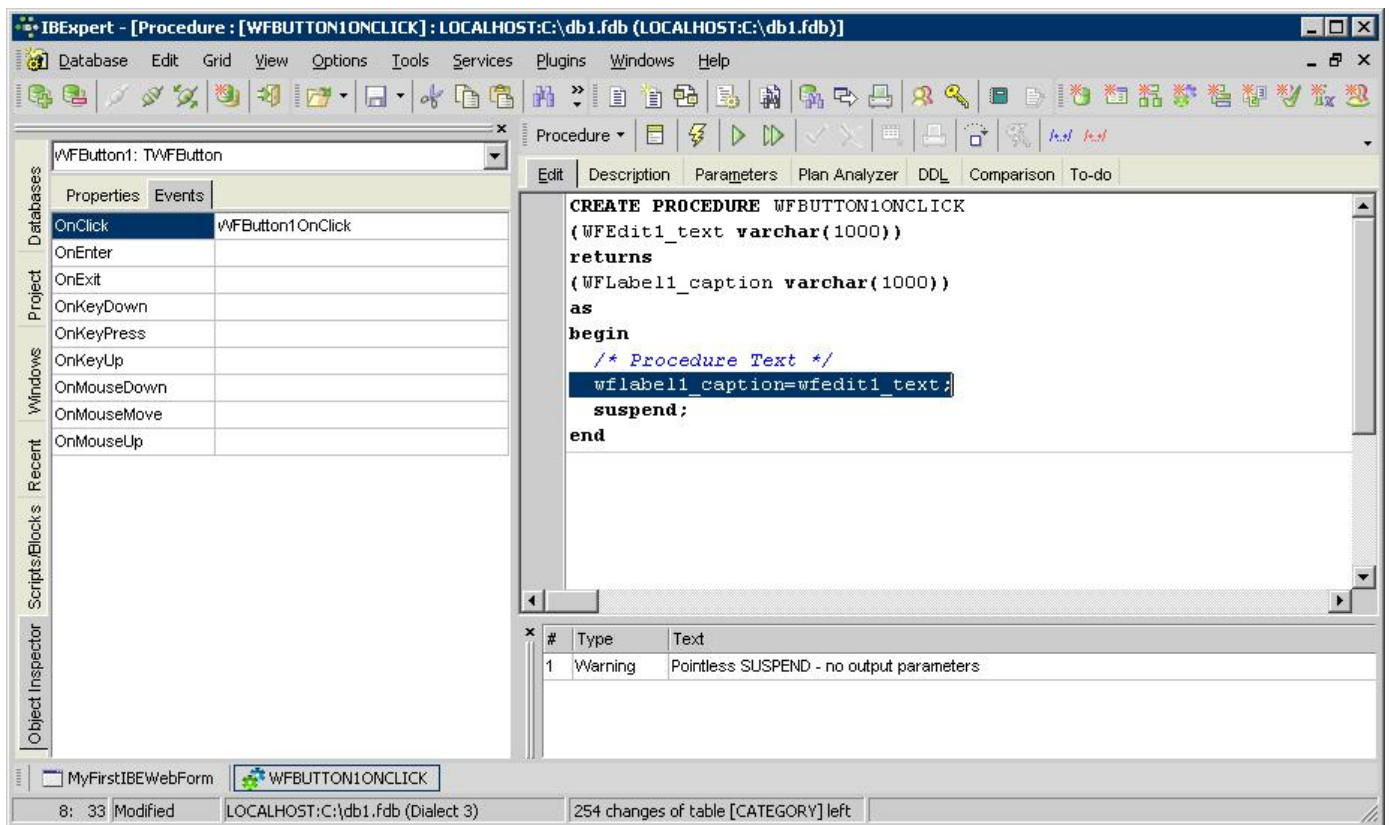 IBExpert - [Procedure : [WFBUTTON1ONCLICK] : LOCALHOST:C:\db1.fdb (LOCALHOST:C:\db1.fdb)]
Database Edit Grid View Options Tools Services Plugins Windows Help
Procedure
WFButton1: TWFButton
Properties Events
OnClick WFButton1OnClick
OnEnter
OnExit
OnKeyDown
OnKeyPress
OnKeyUp
OnMouseDown
OnMouseMove
OnMouseUp
Databases
Project
Windows
Recent
Scripts/Blocks
Object Inspector
Edit Description Parameters Plan Analyzer DDL Comparison To-do
CREATE PROCEDURE WFBUTTON1ONCLICK
(WFEdit1_text varchar(1000))
returns
(WFLabel1_caption varchar(1000))
as
begin
/* Procedure Text */
wflabel1_caption=wfedit1_text;
suspend;
end
# Type Text
1 Warning Pointless SUSPEND - no output parameters
MyFirstIBEWebForm WFBUTTON1ONCLICK
8: 33 Modified LOCALHOST:C:\db1.fdb (Dialect 3) 254 changes of table [CATEGORY] left